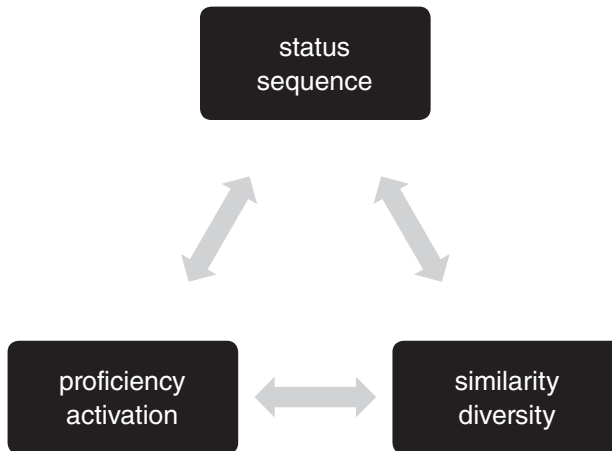 status
sequence
proficiency
activation
similarity
diversity